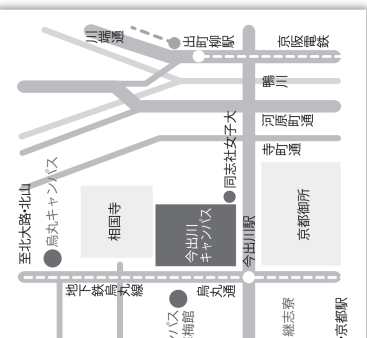 川端通
出町柳駅
京阪電鉄
鴨川
河原町通
寺町通
同志社女子大
至北大路・北山
烏丸キャンパス
相国寺
今出川
キャンパス
今出川駅
京都御所
地下鉄烏丸線
烏丸通
継志寮
京都駅